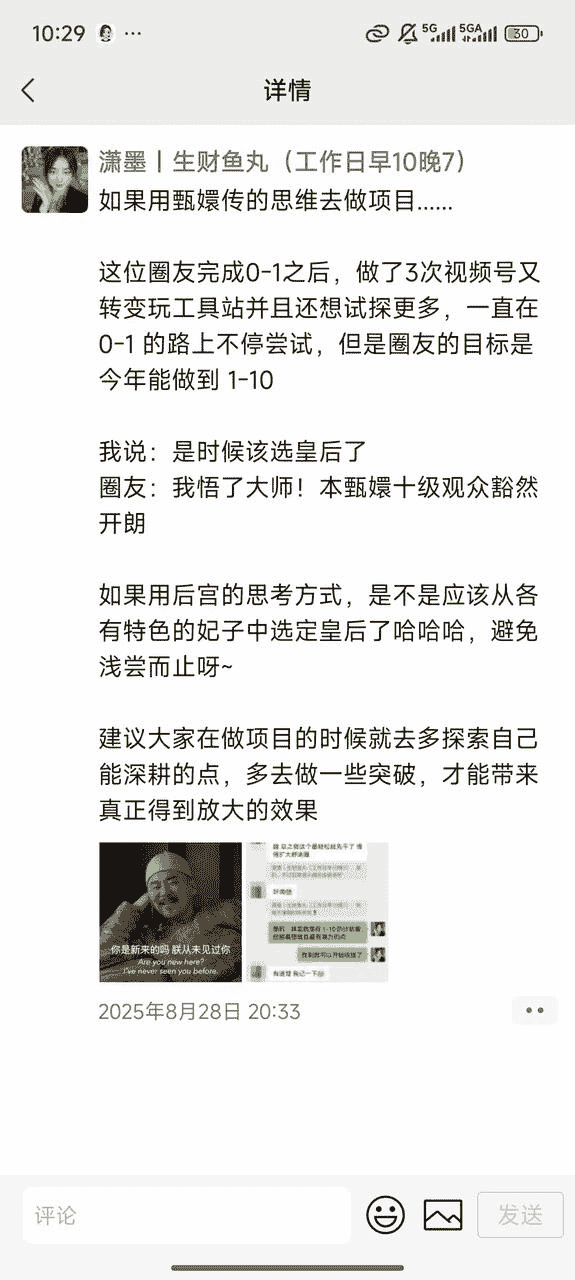 10:29
5G
5GA
30
详情
潇墨丨生财鱼丸（工作日早10晚7）
如果用甄嬛传的思维去做项目......
这位圈友完成0-1之后，做了3次视频号又
转变玩工具站并且还想试探更多，一直在
0-1 的路上不停尝试，但是圈友的目标是
今年能做到 1-10
我说：是时候该选皇后了
圈友：我悟了大师！本甄嬛十级观众豁然
开朗
如果用后宫的思考方式，是不是应该从各
有特色的妃子中选定皇后了哈哈哈，避免
浅尝而止呀~
建议大家在做项目的时候就去多探索自己
能深耕的点，多去做一些突破，才能带来
真正得到放大的效果
你是新来的吗 朕从未见过你
Are you new here?
I've never seen you before.
有道理 我记一下
2025年8月28日 20:33
评论
发送